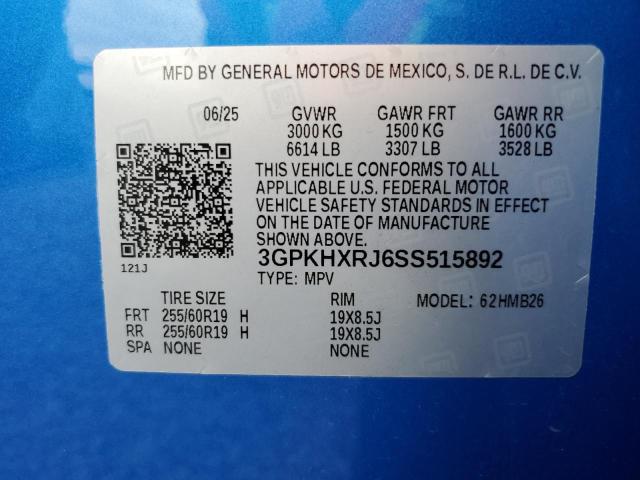 MFD BY GENERAL MOTORS DE MEXICO, S. DE R.L. DE C.V.
06/25 GVWR GAWR FRT GAWR RR
3000 KG 1500 KG 1600 KG
6614 LB 3307 LB 3528 LB
THIS VEHICLE CONFORMS TO ALL
APPLICABLE U.S. FEDERAL MOTOR
VEHICLE SAFETY STANDARDS IN EFFECT
ON THE DATE OF MANUFACTURE
SHOWN ABOVE.
3GPKHXRJ6SS515892
121J
TYPE: MPV
TIRE SIZE RIM MODEL: 62HMB26
FRT 255/60R19 H 19X8.5J
RR 255/60R19 H 19X8.5J
SPA NONE NONE